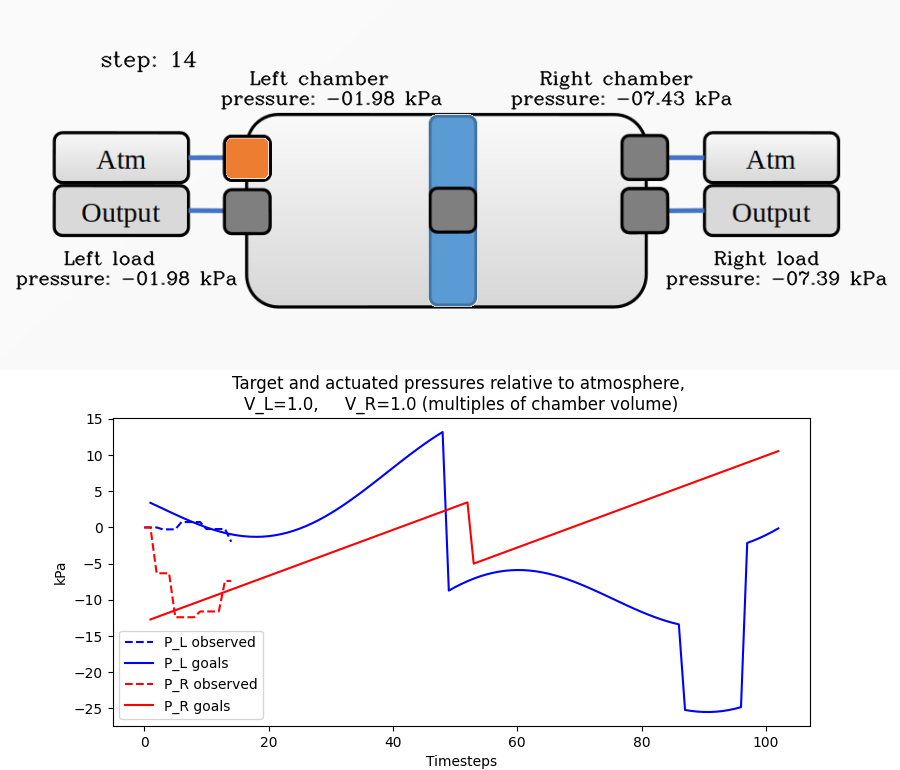 step: 14
Left chamber
pressure: −01.98 kPa
Right chamber
pressure: −07.43 kPa
Atm
Output
Atm
Output
Left load
pressure: −01.98 kPa
Right load
pressure: −07.39 kPa
Target and actuated pressures relative to atmosphere,
V_L=1.0, V_R=1.0 (multiples of chamber volume)
15
10
5
0
−5
−10
−15
−20
−25
kPa
P_L observed
P_L goals
P_R observed
P_R goals
0 20 40 60 80 100
Timesteps